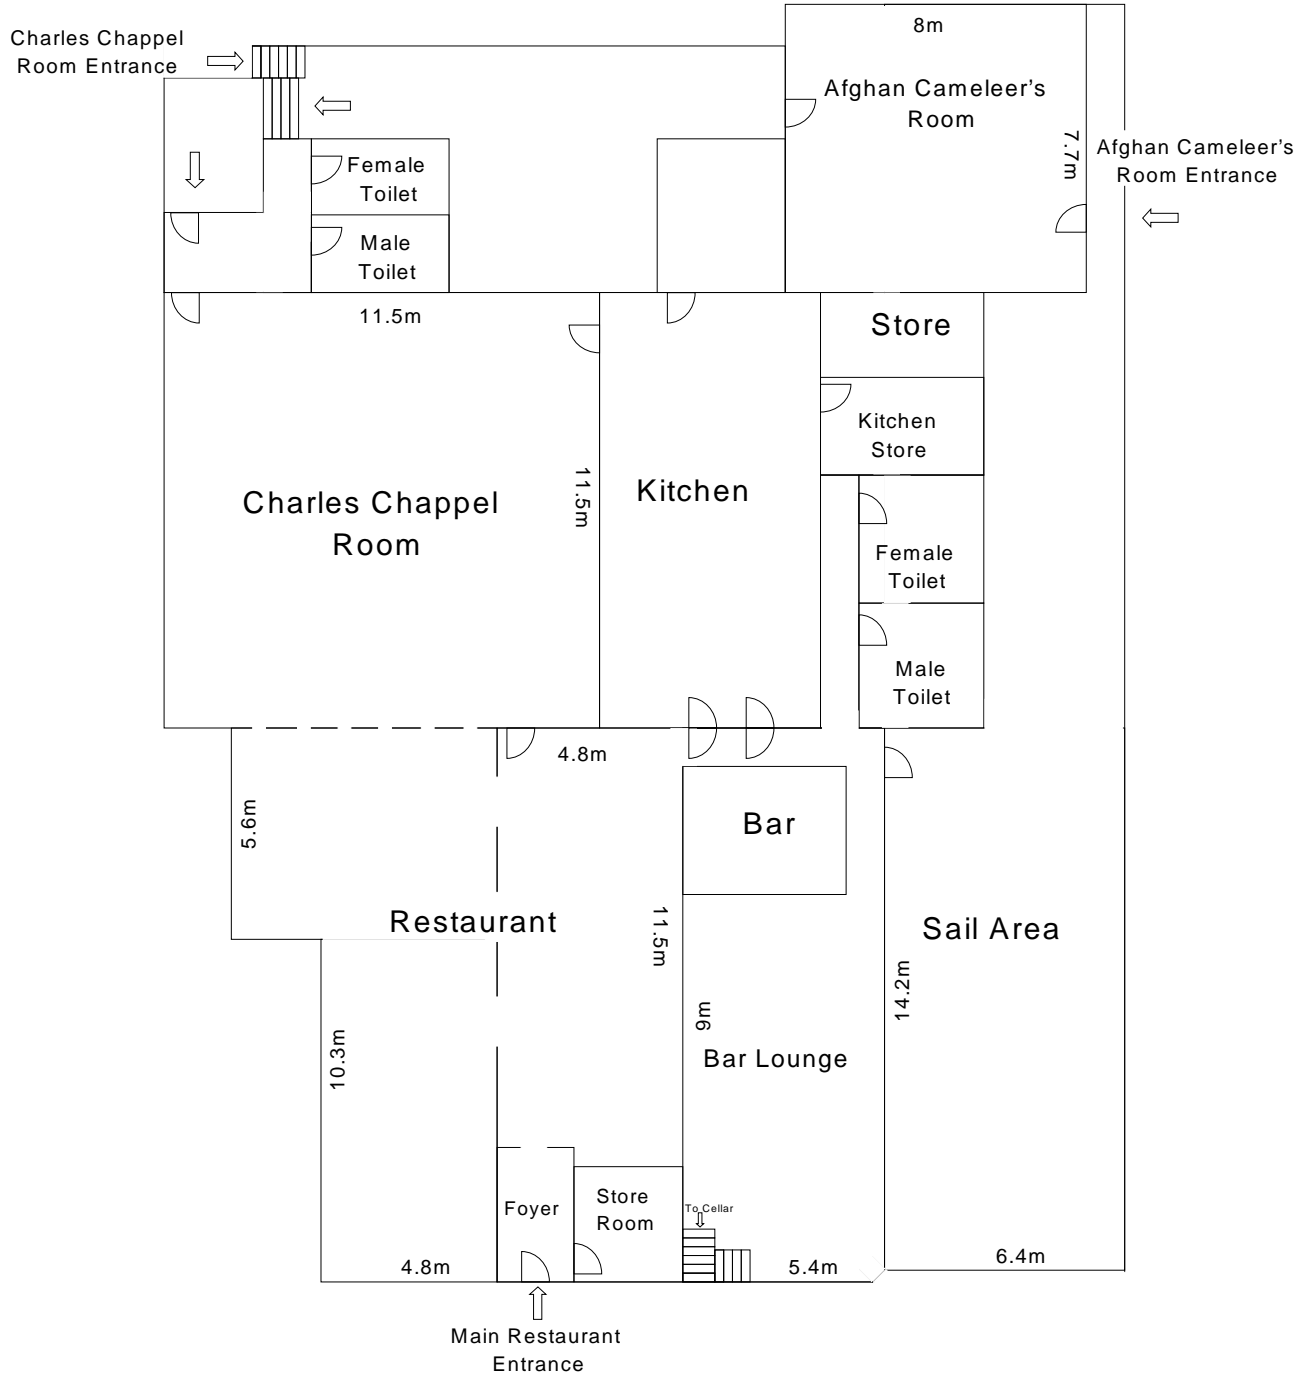 8m
Charles Chappel
Room Entrance
Afghan Cameleer's
Room
7.7m
Afghan Cameleer's
Room Entrance
Female
Toilet
Male
Toilet
11.5m
Store
Kitchen
Store
Charles Chappel
Room
11.5m
Kitchen
Female
Toilet
Male
Toilet
4.8m
5.6m
Bar
Restaurant
11.5m
Sail Area
14.2m
9m
10.3m
Bar Lounge
Foyer
Store
Room
To Cellar
4.8m
5.4m
6.4m
Main Restaurant
Entrance